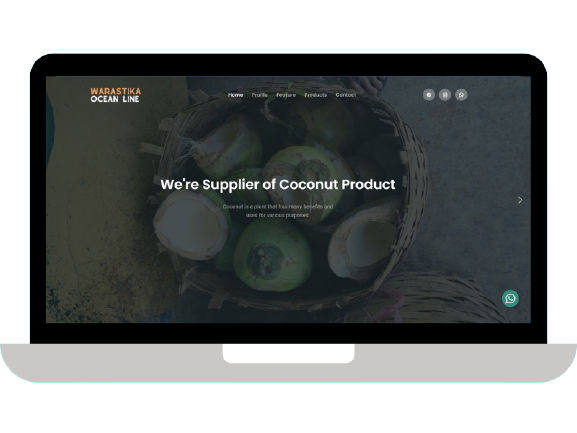 WARASTIKA
OCEAN LINE
Home Profile Feature Products Contact
We're Supplier of Coconut Product
Coconut is a plant that has many benefits and
uses for various purposes.